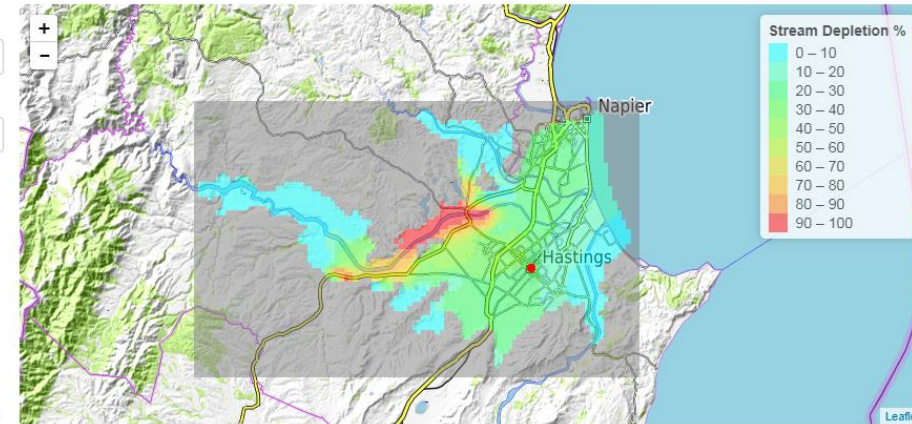 +
−
Napier
Hastings
Stream Depletion %
0 – 10
10 – 20
20 – 30
30 – 40
40 – 50
50 – 60
60 – 70
70 – 80
80 – 90
90 – 100
Leafl